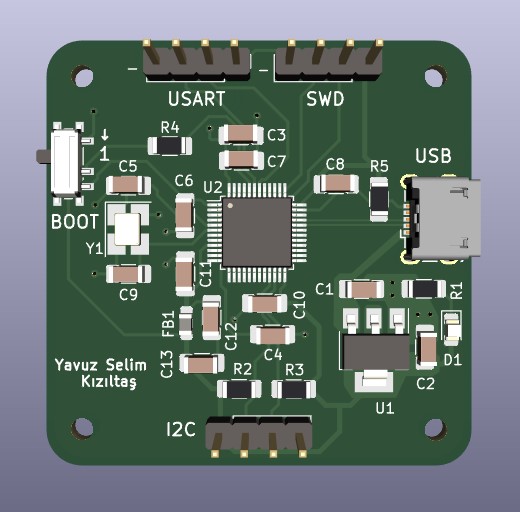 USART
SWD
R4
C3
↓
1
C7
USB
C5
C6
U2
C8
R5
BOOT
Y1
C9
C11
C10
C1
R1
FB1
C12
C4
D1
C13
C2
Yavuz Selim
Kızıltaş
R2
R3
U1
I2C